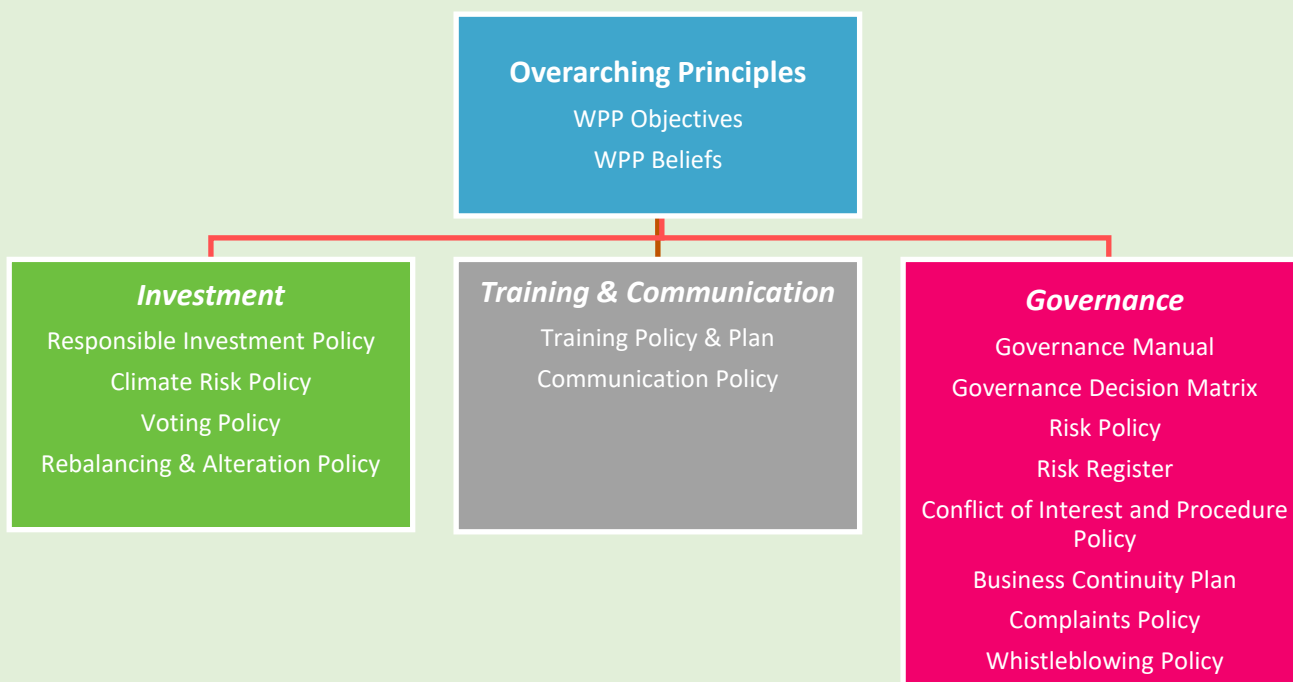 Overarching Principles
WPP Objectives
WPP Beliefs
Investment
Responsible Investment Policy
Climate Risk Policy
Voting Policy
Rebalancing & Alteration Policy
Training & Communication
Training Policy & Plan
Communication Policy
Governance
Governance Manual
Governance Decision Matrix
Risk Policy
Risk Register
Conflict of Interest and Procedure
Policy
Business Continuity Plan
Complaints Policy
Whistleblowing Policy